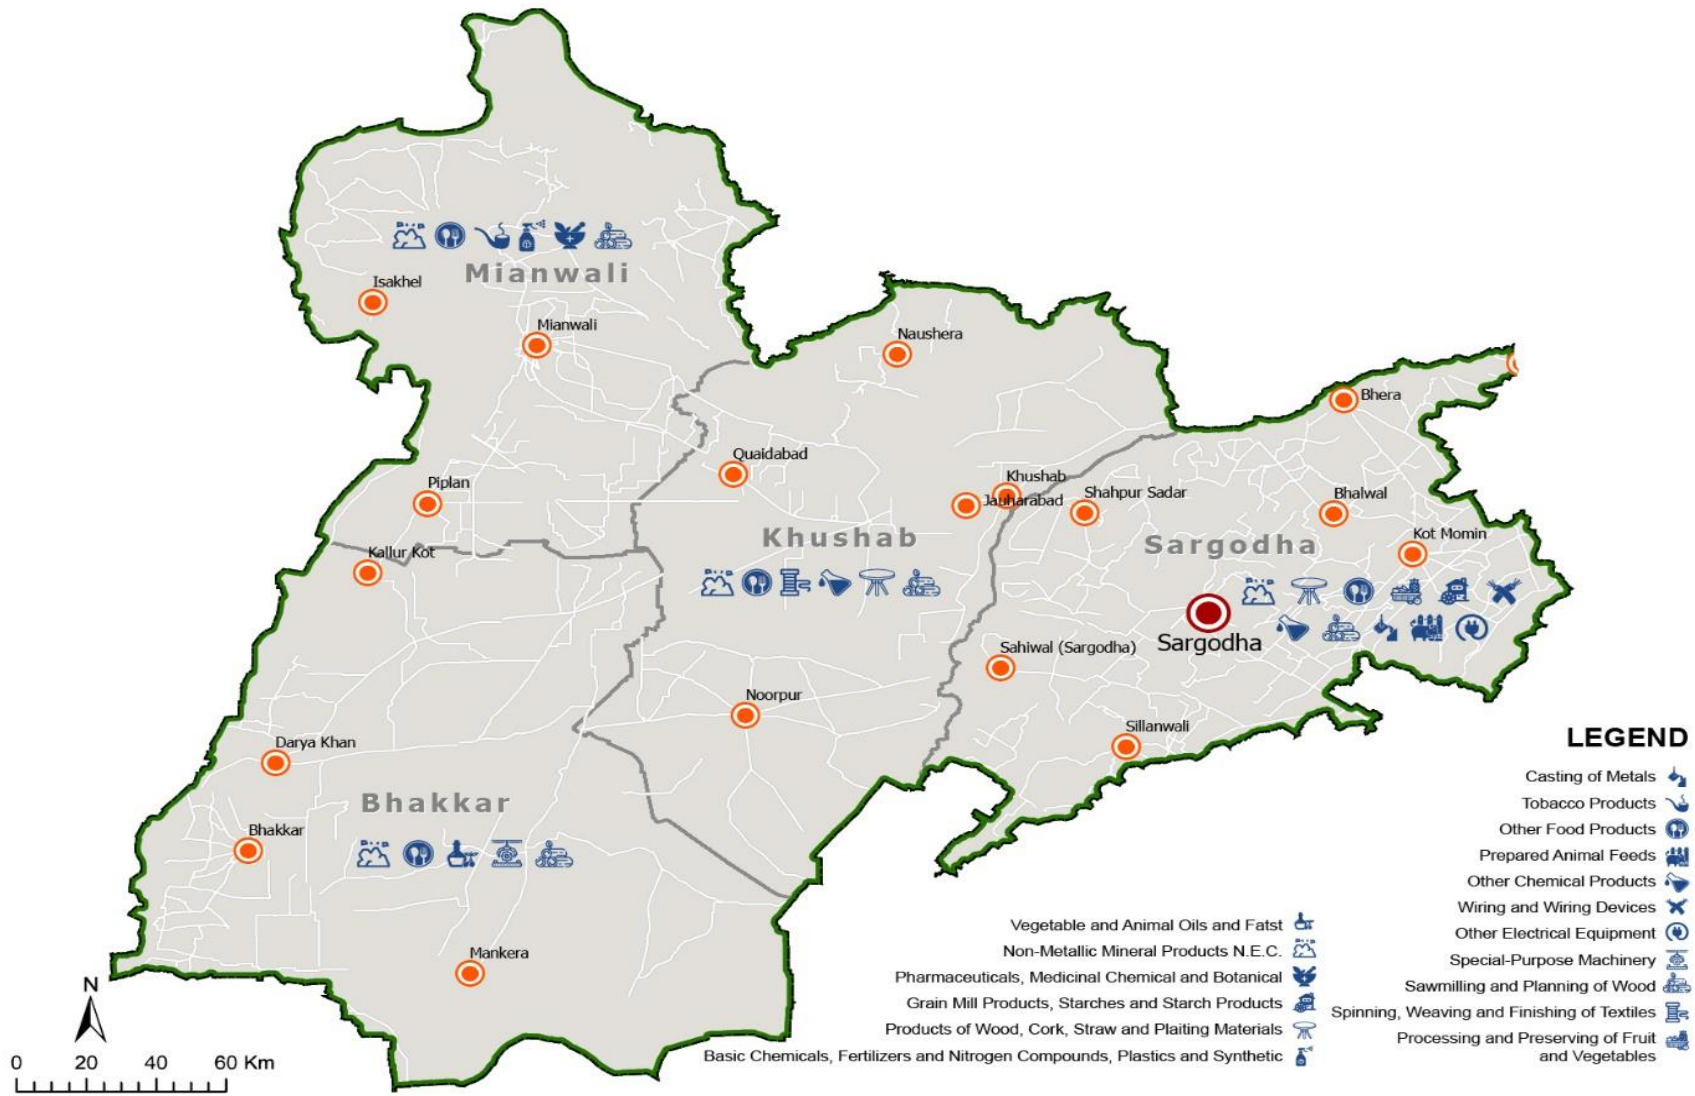 Isakhel
Mianwali
Mianwali
Naushera
Bhera
Quaidabad
Khushab
Jauharabad
Shahpur Sadar
Bhalwal
Piplan
Kot Momin
Khushab
Sargodha
Kallur Kot
Sargodha
Sahiwal (Sargodha)
Noorpur
Sillanwali
Darya Khan
Bhakkar
Bhakkar
Mankera
N
0 20 40 60 Km
LEGEND
Casting of Metals
Tobacco Products
Other Food Products
Prepared Animal Feeds
Other Chemical Products
Wiring and Wiring Devices
Other Electrical Equipment
Special-Purpose Machinery
Sawmilling and Planning of Wood
Spinning, Weaving and Finishing of Textiles
Processing and Preserving of Fruit
and Vegetables
Vegetable and Animal Oils and Fatst
Non-Metallic Mineral Products N.E.C.
Pharmaceuticals, Medicinal Chemical and Botanical
Grain Mill Products, Starches and Starch Products
Products of Wood, Cork, Straw and Plaiting Materials
Basic Chemicals, Fertilizers and Nitrogen Compounds, Plastics and Synthetic